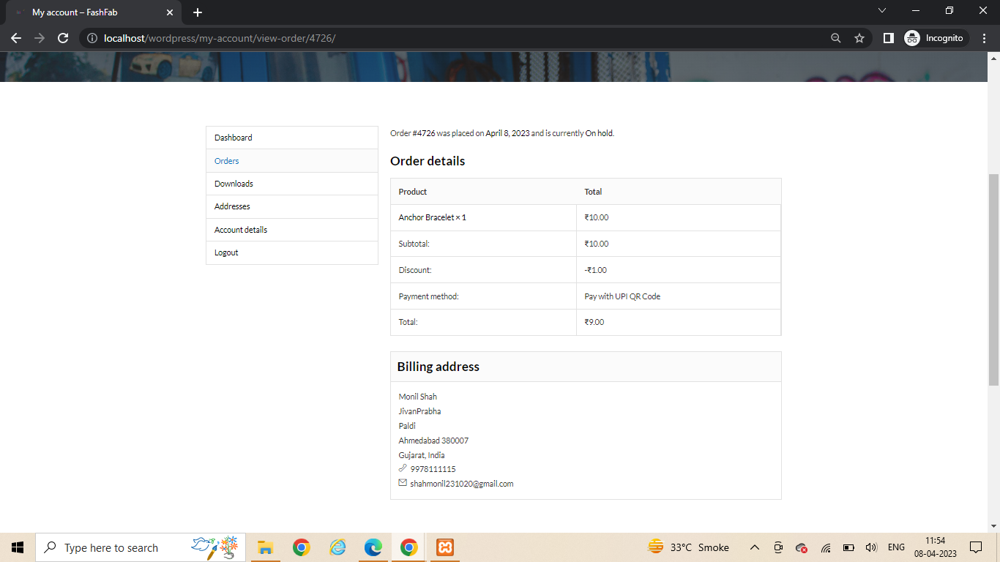 My account – FashFab
localhost/wordpress/my-account/view-order/4726/
Incognito
Dashboard
Orders
Downloads
Addresses
Account details
Logout
Order #4726 was placed on April 8, 2023 and is currently On hold.
Order details
Product Total
Anchor Bracelet × 1 ₹10.00
Subtotal: ₹10.00
Discount: -₹1.00
Payment method: Pay with UPI QR Code
Total: ₹9.00
Billing address
Monil Shah
JivanPrabha
Paldi
Ahmedabad 380007
Gujarat, India
9978111115
shahmonil231020@gmail.com
Type here to search
33°C Smoke
ENG
11:54
08-04-2023